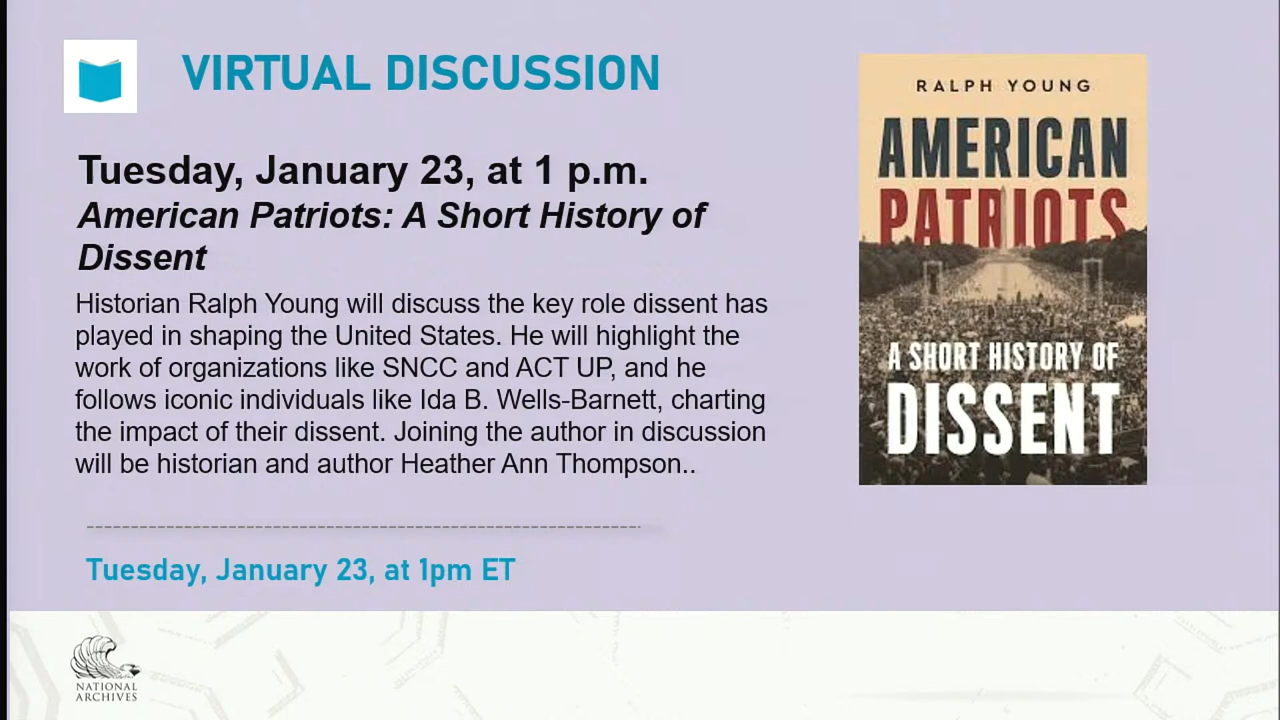 VIRTUAL DISCUSSION
Tuesday, January 23, at 1 p.m.
American Patriots: A Short History of
Dissent
Historian Ralph Young will discuss the key role dissent has
played in shaping the United States. He will highlight the
work of organizations like SNCC and ACT UP, and he
follows iconic individuals like Ida B. Wells-Barnett, charting
the impact of their dissent. Joining the author in discussion
will be historian and author Heather Ann Thompson..
Tuesday, January 23, at 1pm ET
RALPH YOUNG
AMERICAN
PATRIOTS
A SHORT HISTORY OF
DISSENT
NATIONAL
ARCHIVES